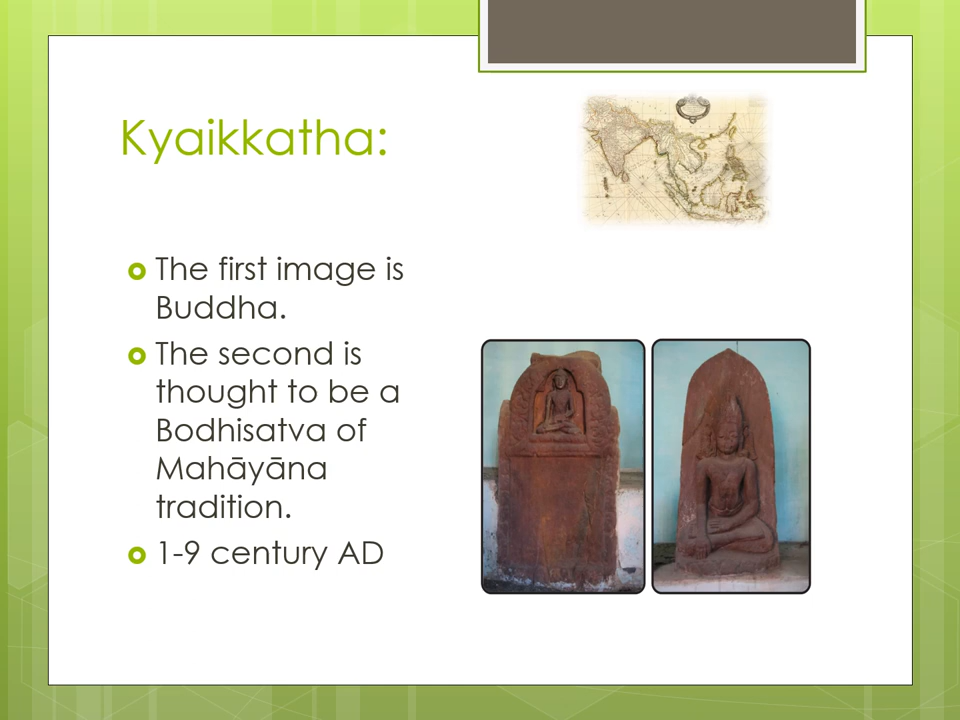 Kyaikkatha:
The first image is
Buddha.
The second is
thought to be a
Bodhisatva of
Mahāyāna
tradition.
1-9 century AD